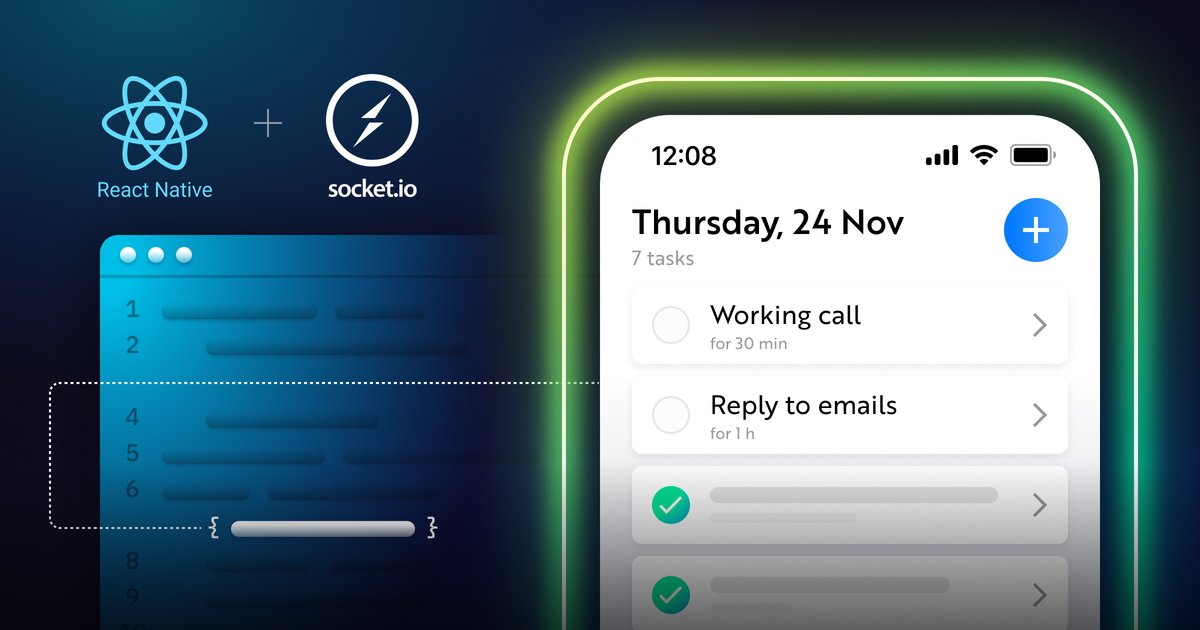 React Native
+
socket.io
1
2
4
5
6
{ }
8
9
12:08
Thursday, 24 Nov
7 tasks
+
Working call
for 30 min
Reply to emails
for 1 h